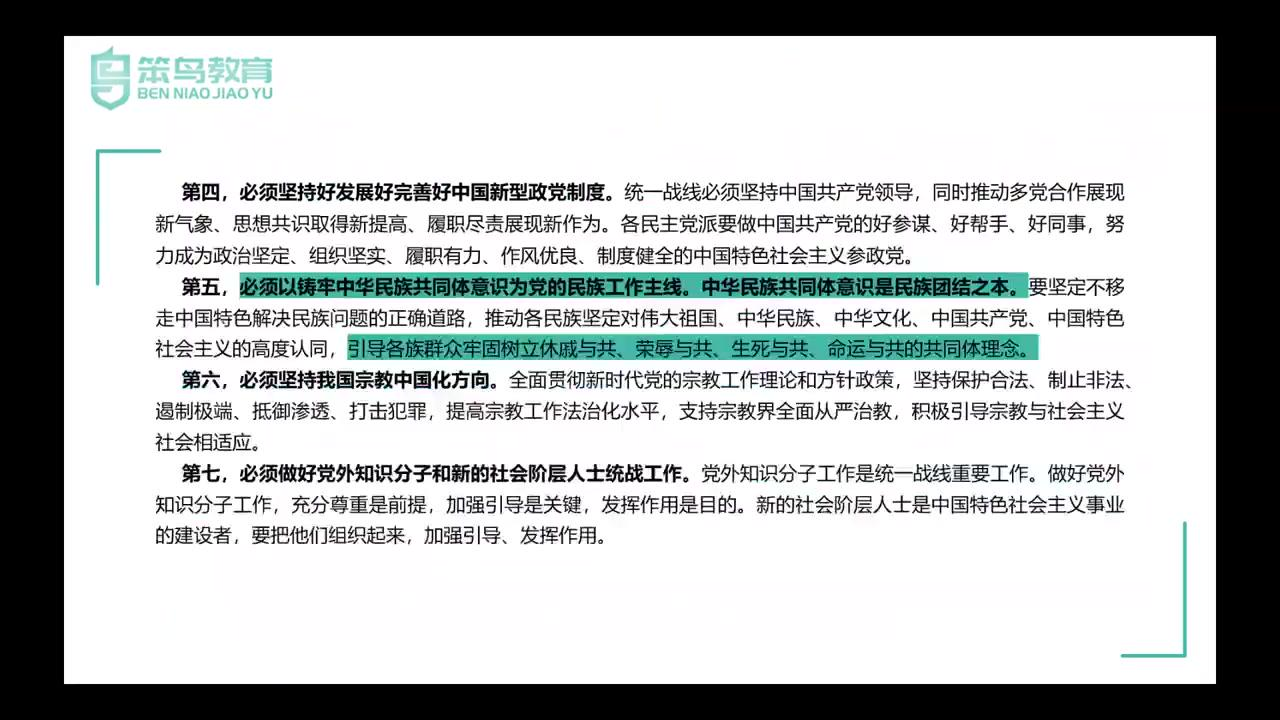 笨鸟教育
BEN NIAO JIAO YU
第四，必须坚持好发展好完善好中国新型政党制度。统一战线必须坚持中国共产党领导，同时推动多党合作展现
新气象、思想共识取得新提高、履职尽责展现新作为。各民主党派要做中国共产党的好参谋、好帮手、好同事，努
力成为政治坚定、组织坚实、履职有力、作风优良、制度健全的中国特色社会主义参政党。
第五，必须以铸牢中华民族共同体意识为党的民族工作主线。中华民族共同体意识是民族团结之本。要坚定不移
走中国特色解决民族问题的正确道路，推动各民族坚定对伟大祖国、中华民族、中华文化、中国共产党、中国特色
社会主义的高度认同，引导各族群众牢固树立休戚与共、荣辱与共、生死与共、命运与共的共同体理念。
第六，必须坚持我国宗教中国化方向。全面贯彻新时代党的宗教工作理论和方针政策，坚持保护合法、制止非法、
遏制极端、抵御渗透、打击犯罪，提高宗教工作法治化水平，支持宗教界全面从严治教，积极引导宗教与社会主义
社会相适应。
第七，必须做好党外知识分子和新的社会阶层人士统战工作。党外知识分子工作是统一战线重要工作。做好党外
知识分子工作，充分尊重是前提，加强引导是关键，发挥作用是目的。新的社会阶层人士是中国特色社会主义事业
的建设者，要把他们组织起来，加强引导、发挥作用。